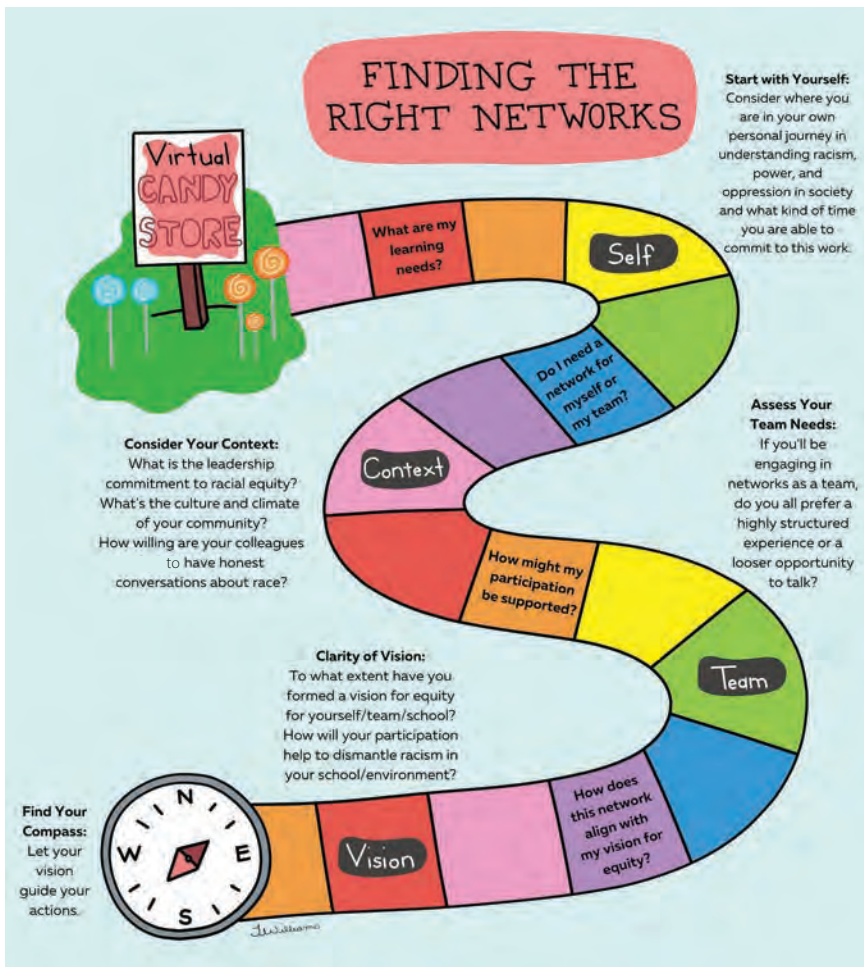 FINDING THE
RIGHT NETWORKS
Virtual
CANDY
STORE
Start with Yourself:
Consider where you
are in your own
personal journey in
understanding racism,
power, and
oppression in society
and what kind of time
you are able to
commit to this work.
What are my
learning
needs?
Self
Do I need a
network for
myself or
my team?
Context
Consider Your Context:
What is the leadership
commitment to racial equity?
What's the culture and climate
of your community?
How willing are your colleagues
to have honest
conversations about race?
How might my
participation
be supported?
Assess Your
Team Needs:
If you'll be
engaging in
networks as a team,
do you all prefer a
highly structured
experience or a
looser opportunity
to talk?
Team
Clarity of Vision:
To what extent have you
formed a vision for equity
for yourself/team/school?
How will your participation
help to dismantle racism in
your school/environment?
How does
this network
align with
my vision for
equity?
Vision
Find Your
Compass:
Let your
vision
guide your
actions.
N
W
E
S
TWilliams